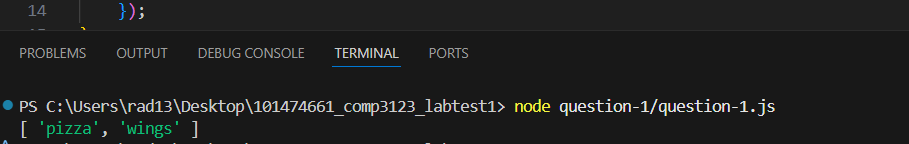 14 });
PROBLEMS OUTPUT DEBUG CONSOLE TERMINAL PORTS
PS C:\Users\rad13\Desktop\101474661_comp3123_labtest1> node question-1/question-1.js
[ 'pizza', 'wings' ]